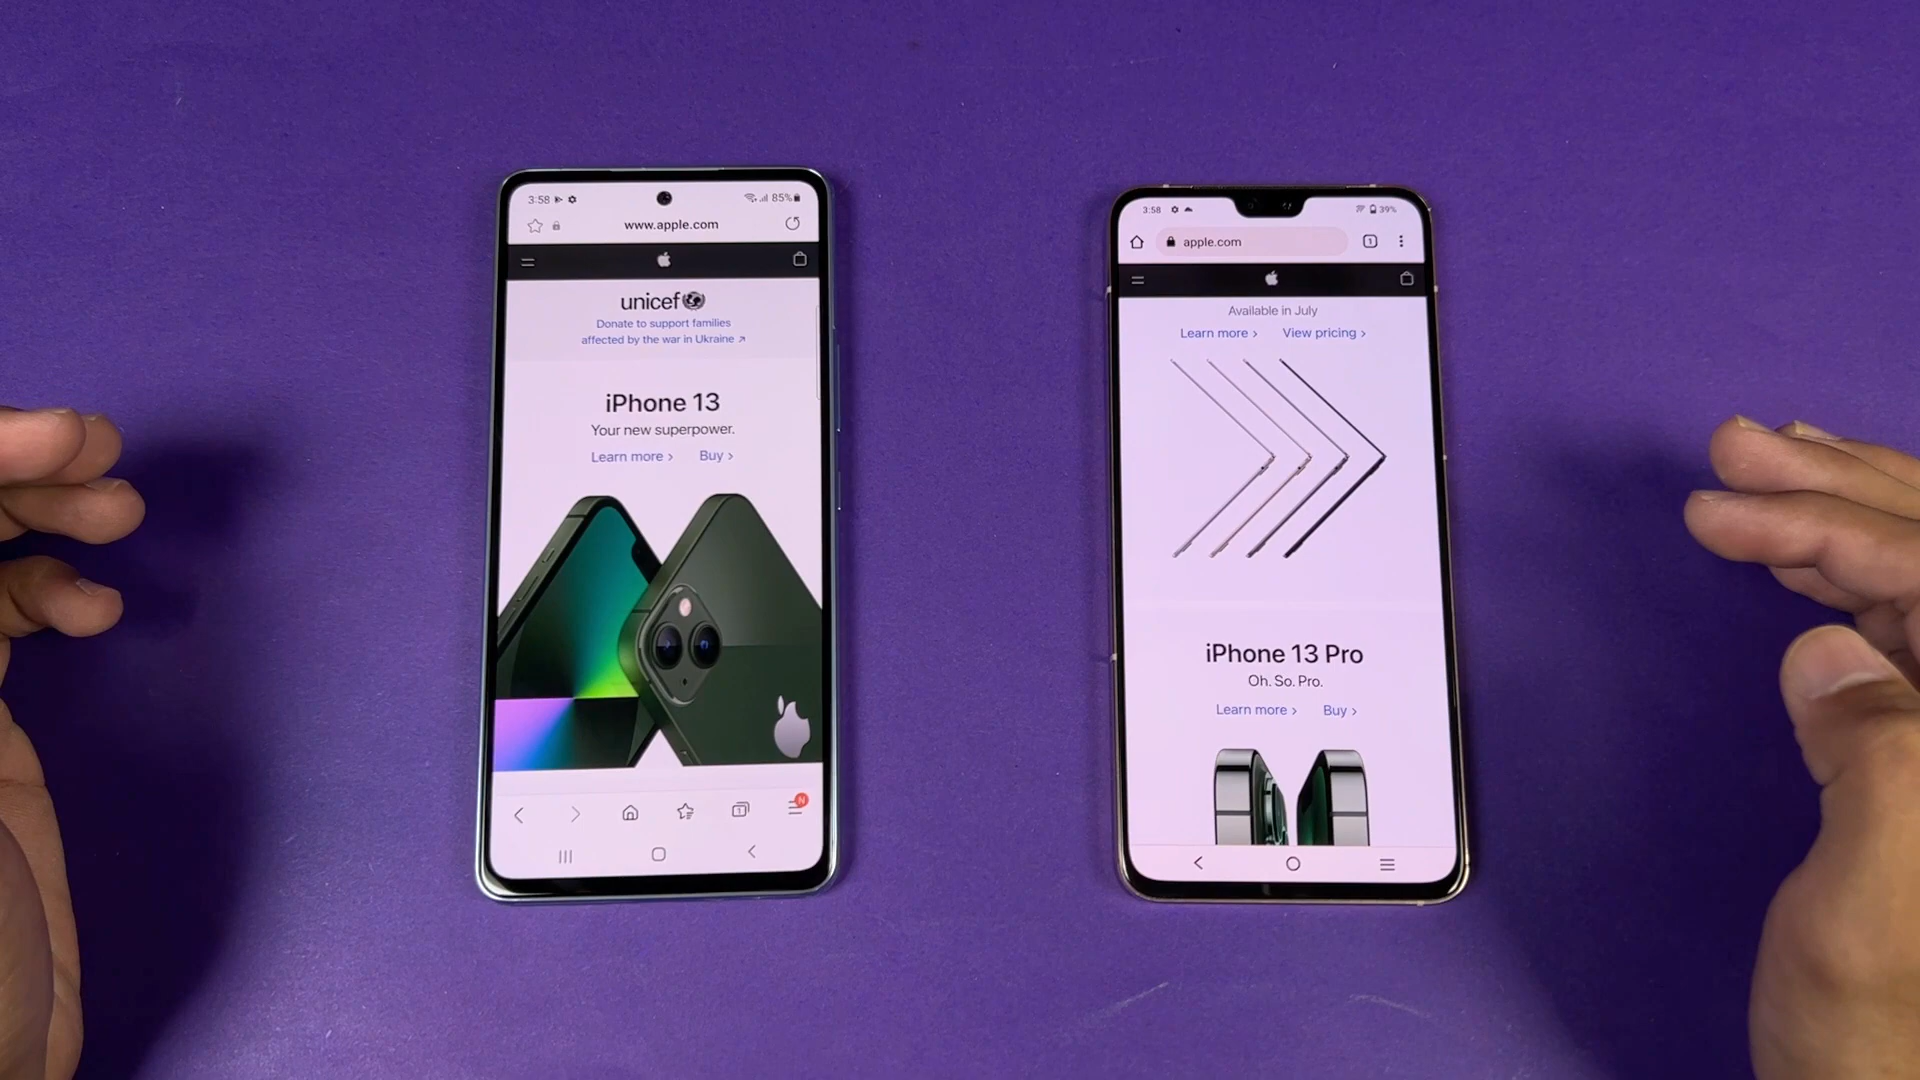 3:58
85%
www.apple.com
unicef
Donate to support families
affected by the war in Ukraine
iPhone 13
Your new superpower.
Learn more >
Buy >
1
N
3:58
39%
apple.com
1
Available in July
Learn more >
View pricing >
iPhone 13 Pro
Oh. So. Pro.
Learn more >
Buy >